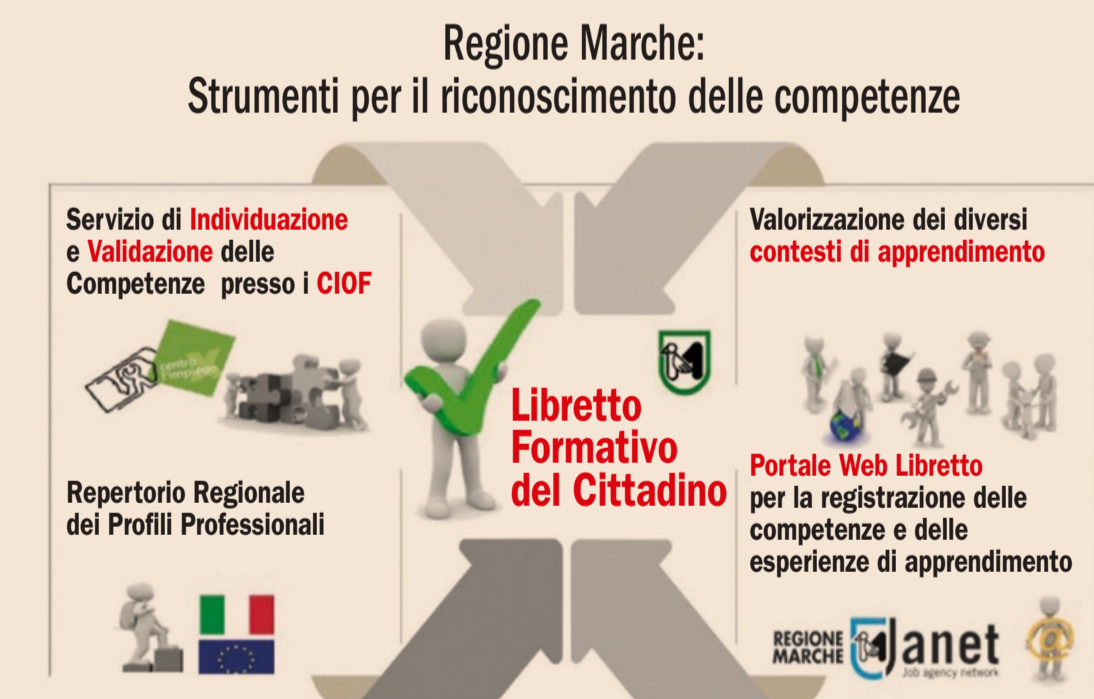 Regione Marche:
Strumenti per il riconoscimento delle competenze
Servizio di Individuazione
e Validazione delle
Competenze presso i CIOF
centro
l'impiego
Repertorio Regionale
dei Profili Professionali
Libretto
Formativo
del Cittadino
Valorizzazione dei diversi
contesti di apprendimento
Portale Web Libretto
per la registrazione delle
competenze e delle
esperienze di apprendimento
REGIONE
MARCHE
Janet
Job agency network
@